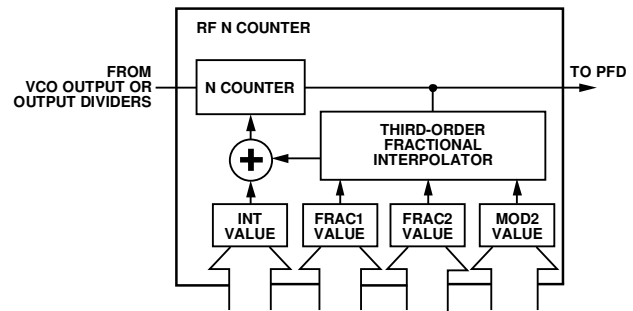 RF N COUNTER
FROM
VCO OUTPUT OR
OUTPUT DIVIDERS
N COUNTER
TO PFD
THIRD-ORDER
FRACTIONAL
INTERPOLATOR
+
INT
VALUE
FRAC1
VALUE
FRAC2
VALUE
MOD2
VALUE